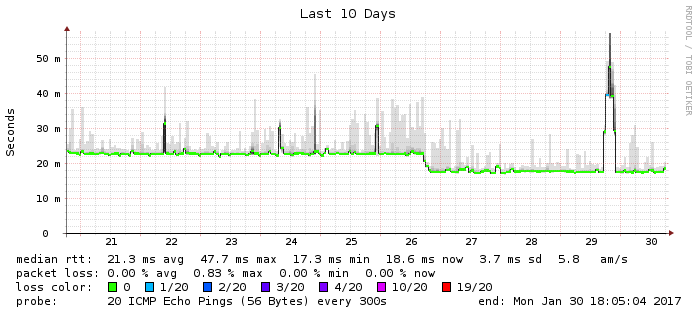 Last 10 Days
RRDTOOL / TOBI OETIKER
Seconds
50 m
40 m
30 m
20 m
10 m
0
21 22 23 24 25 26 27 28 29 30
median rtt: 21.3 ms avg 47.7 ms max 17.3 ms min 18.6 ms now 3.7 ms sd 5.8 am/s
packet loss: 0.00 % avg 0.83 % max 0.00 % min 0.00 % now
loss color: 0 1/20 2/20 3/20 4/20 10/20 19/20
probe: 20 ICMP Echo Pings (56 Bytes) every 300s end: Mon Jan 30 18:05:04 2017